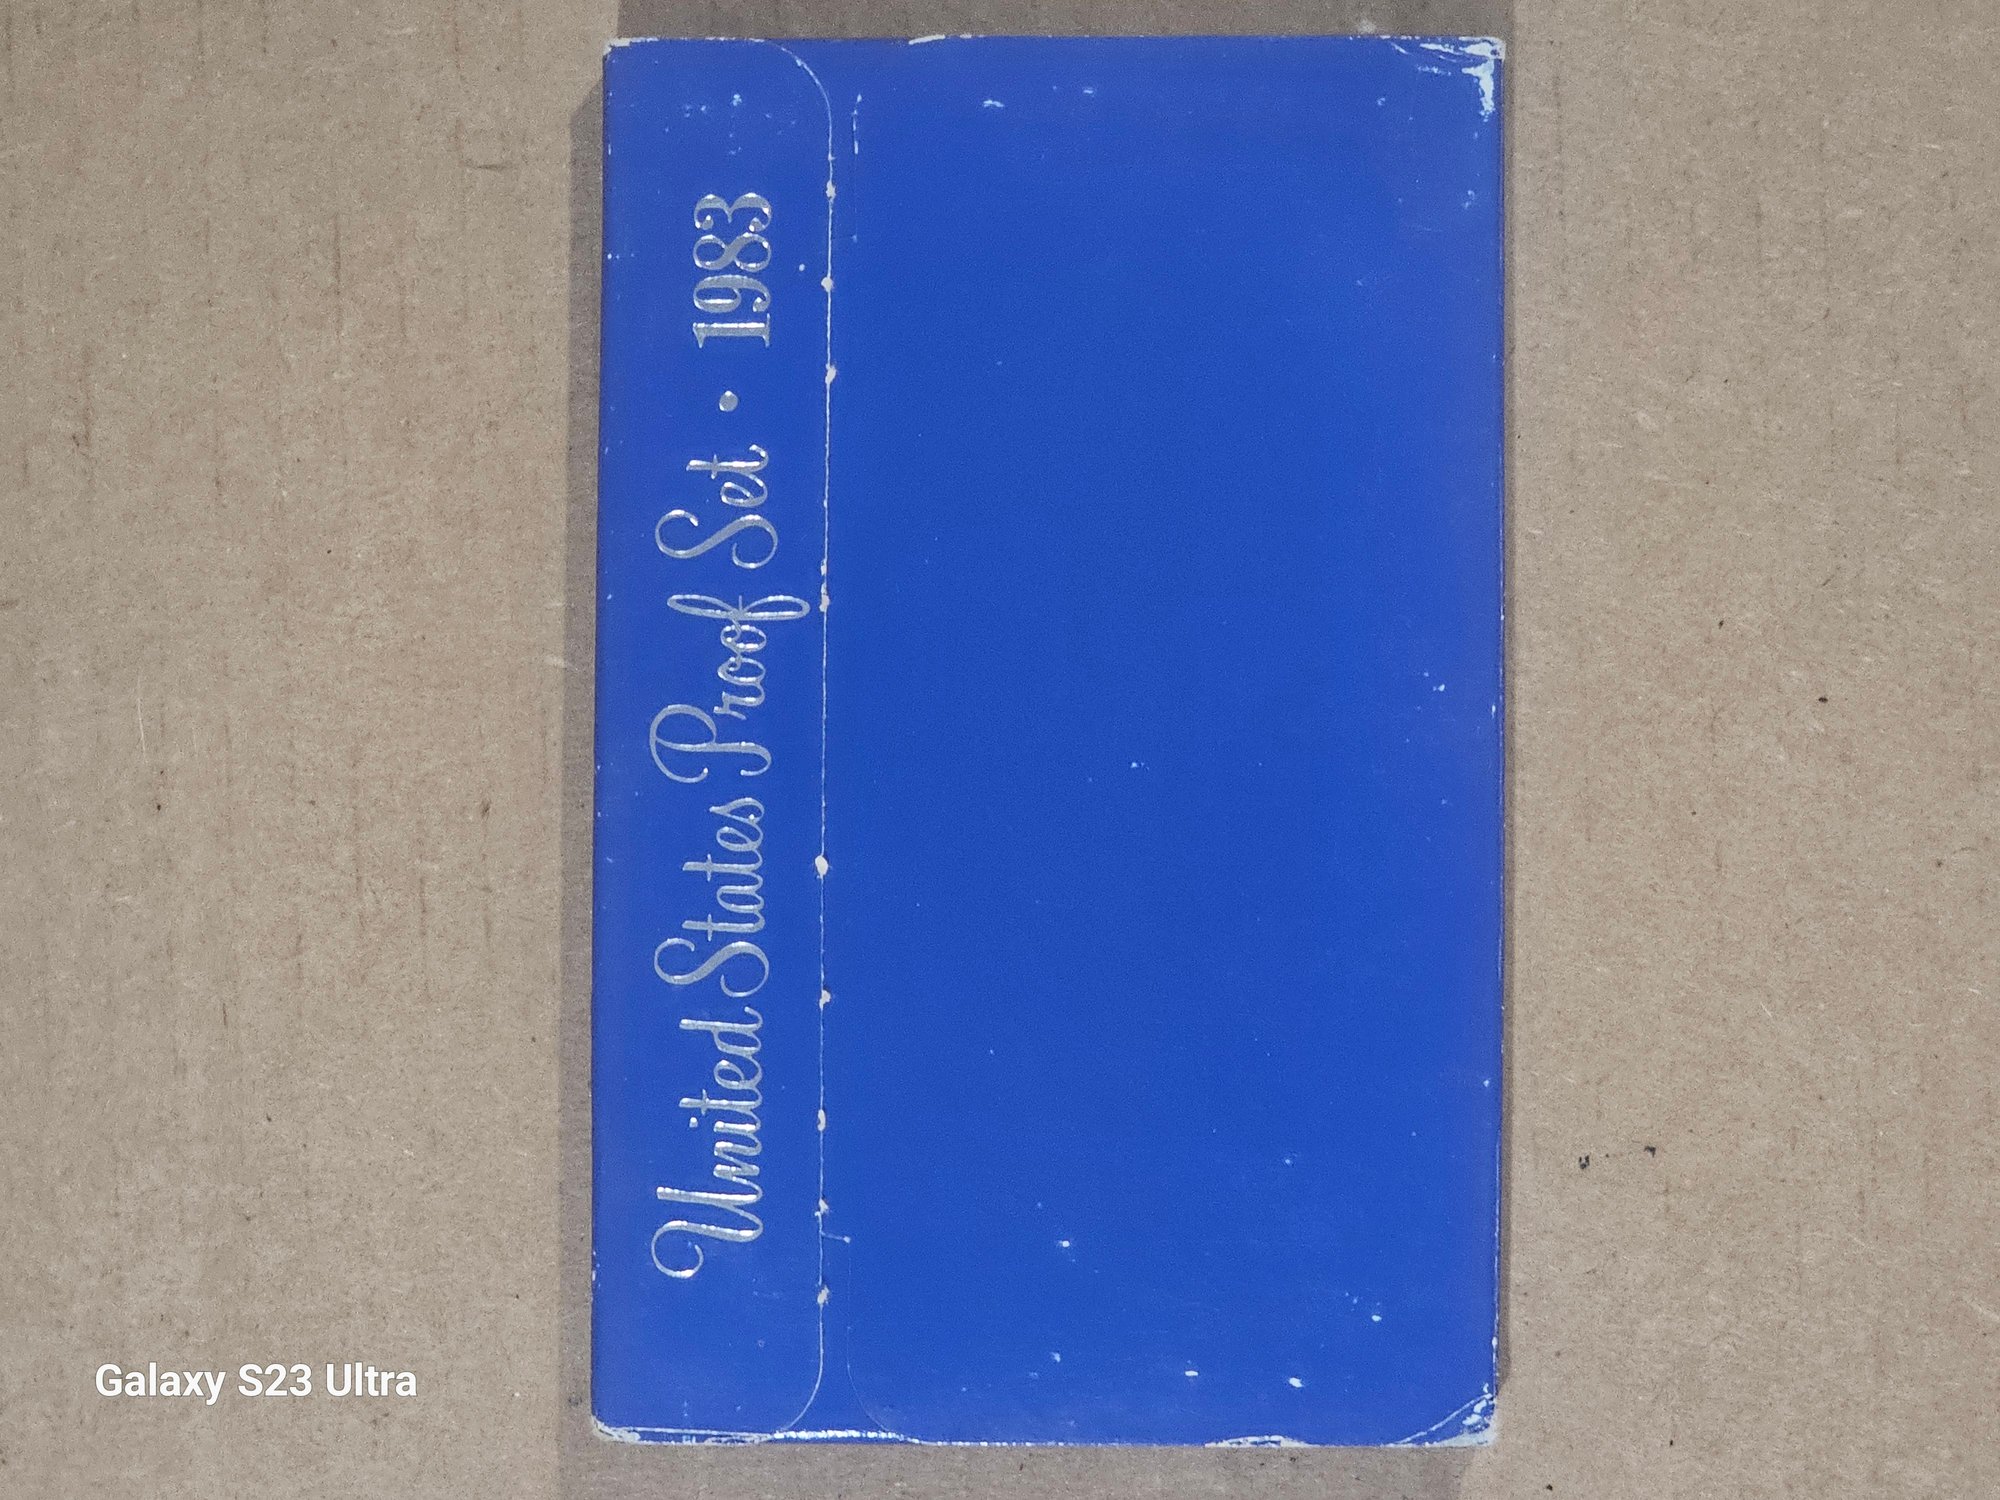 United States Proof Set • 1983
Galaxy S23 Ultra